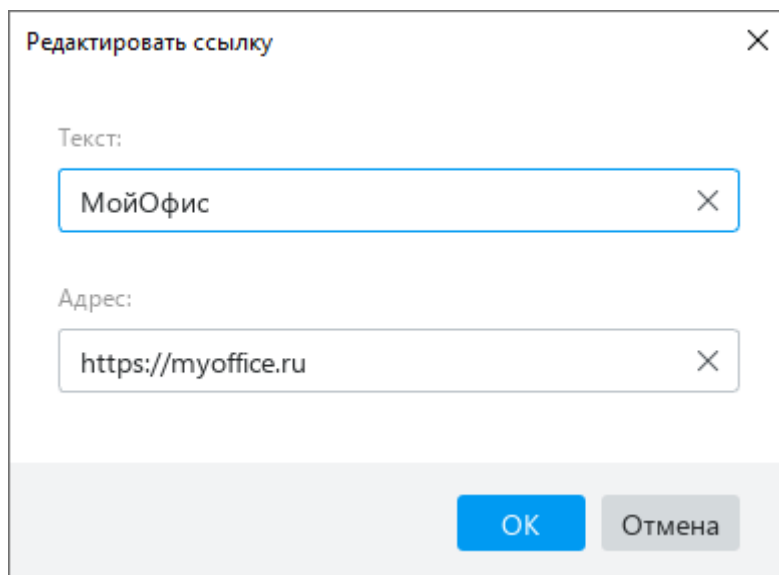 Редактировать ссылку
Текст:
МойОфис
Адрес:
https://myoffice.ru
ОК Отмена